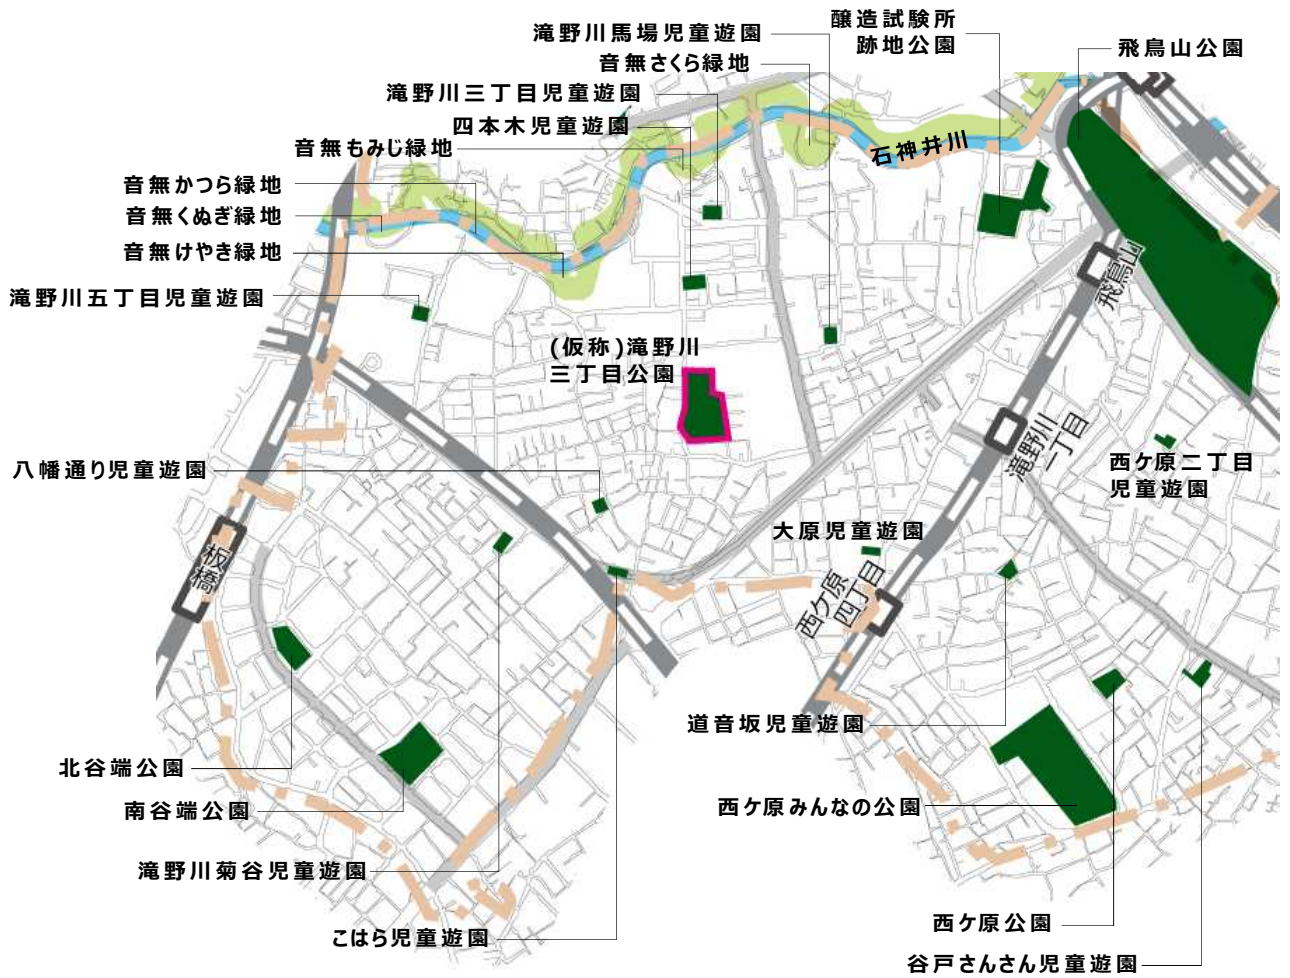 醸造試験所
跡地公園
滝野川馬場児童遊園
飛鳥山公園
音無さくら緑地
滝野川三丁目児童遊園
四本木児童遊園
音無もみじ緑地
石神井川
音無かつら緑地
音無くぬぎ緑地
音無けやき緑地
飛鳥山
滝野川五丁目児童遊園
(仮称)滝野川
三丁目公園
滝野川
一丁目
八幡通り児童遊園
西ケ原二丁目
児童遊園
大原児童遊園
板橋
西ケ原
四丁目
道音坂児童遊園
北谷端公園
南谷端公園
西ケ原みんなの公園
滝野川菊谷児童遊園
こはら児童遊園
西ケ原公園
谷戸さんさん児童遊園